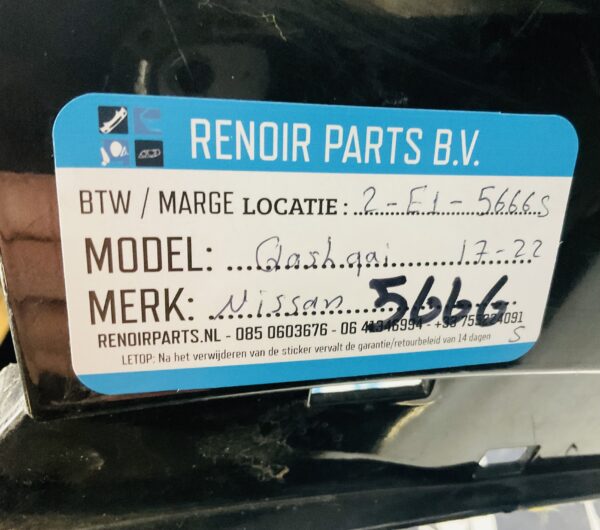 RENOIR PARTS B.V.
BTW / MARGE LOCATIE : 2-E1-5666S
MODEL: Qashqai 17-22
MERK: Nissan 5666
RENOIRPARTS.NL - 085 0603676 - 06 41346994 -
S
LETOP: Na het verwijderen van de sticker vervalt de garantie/retourbeleid van 14 dagen